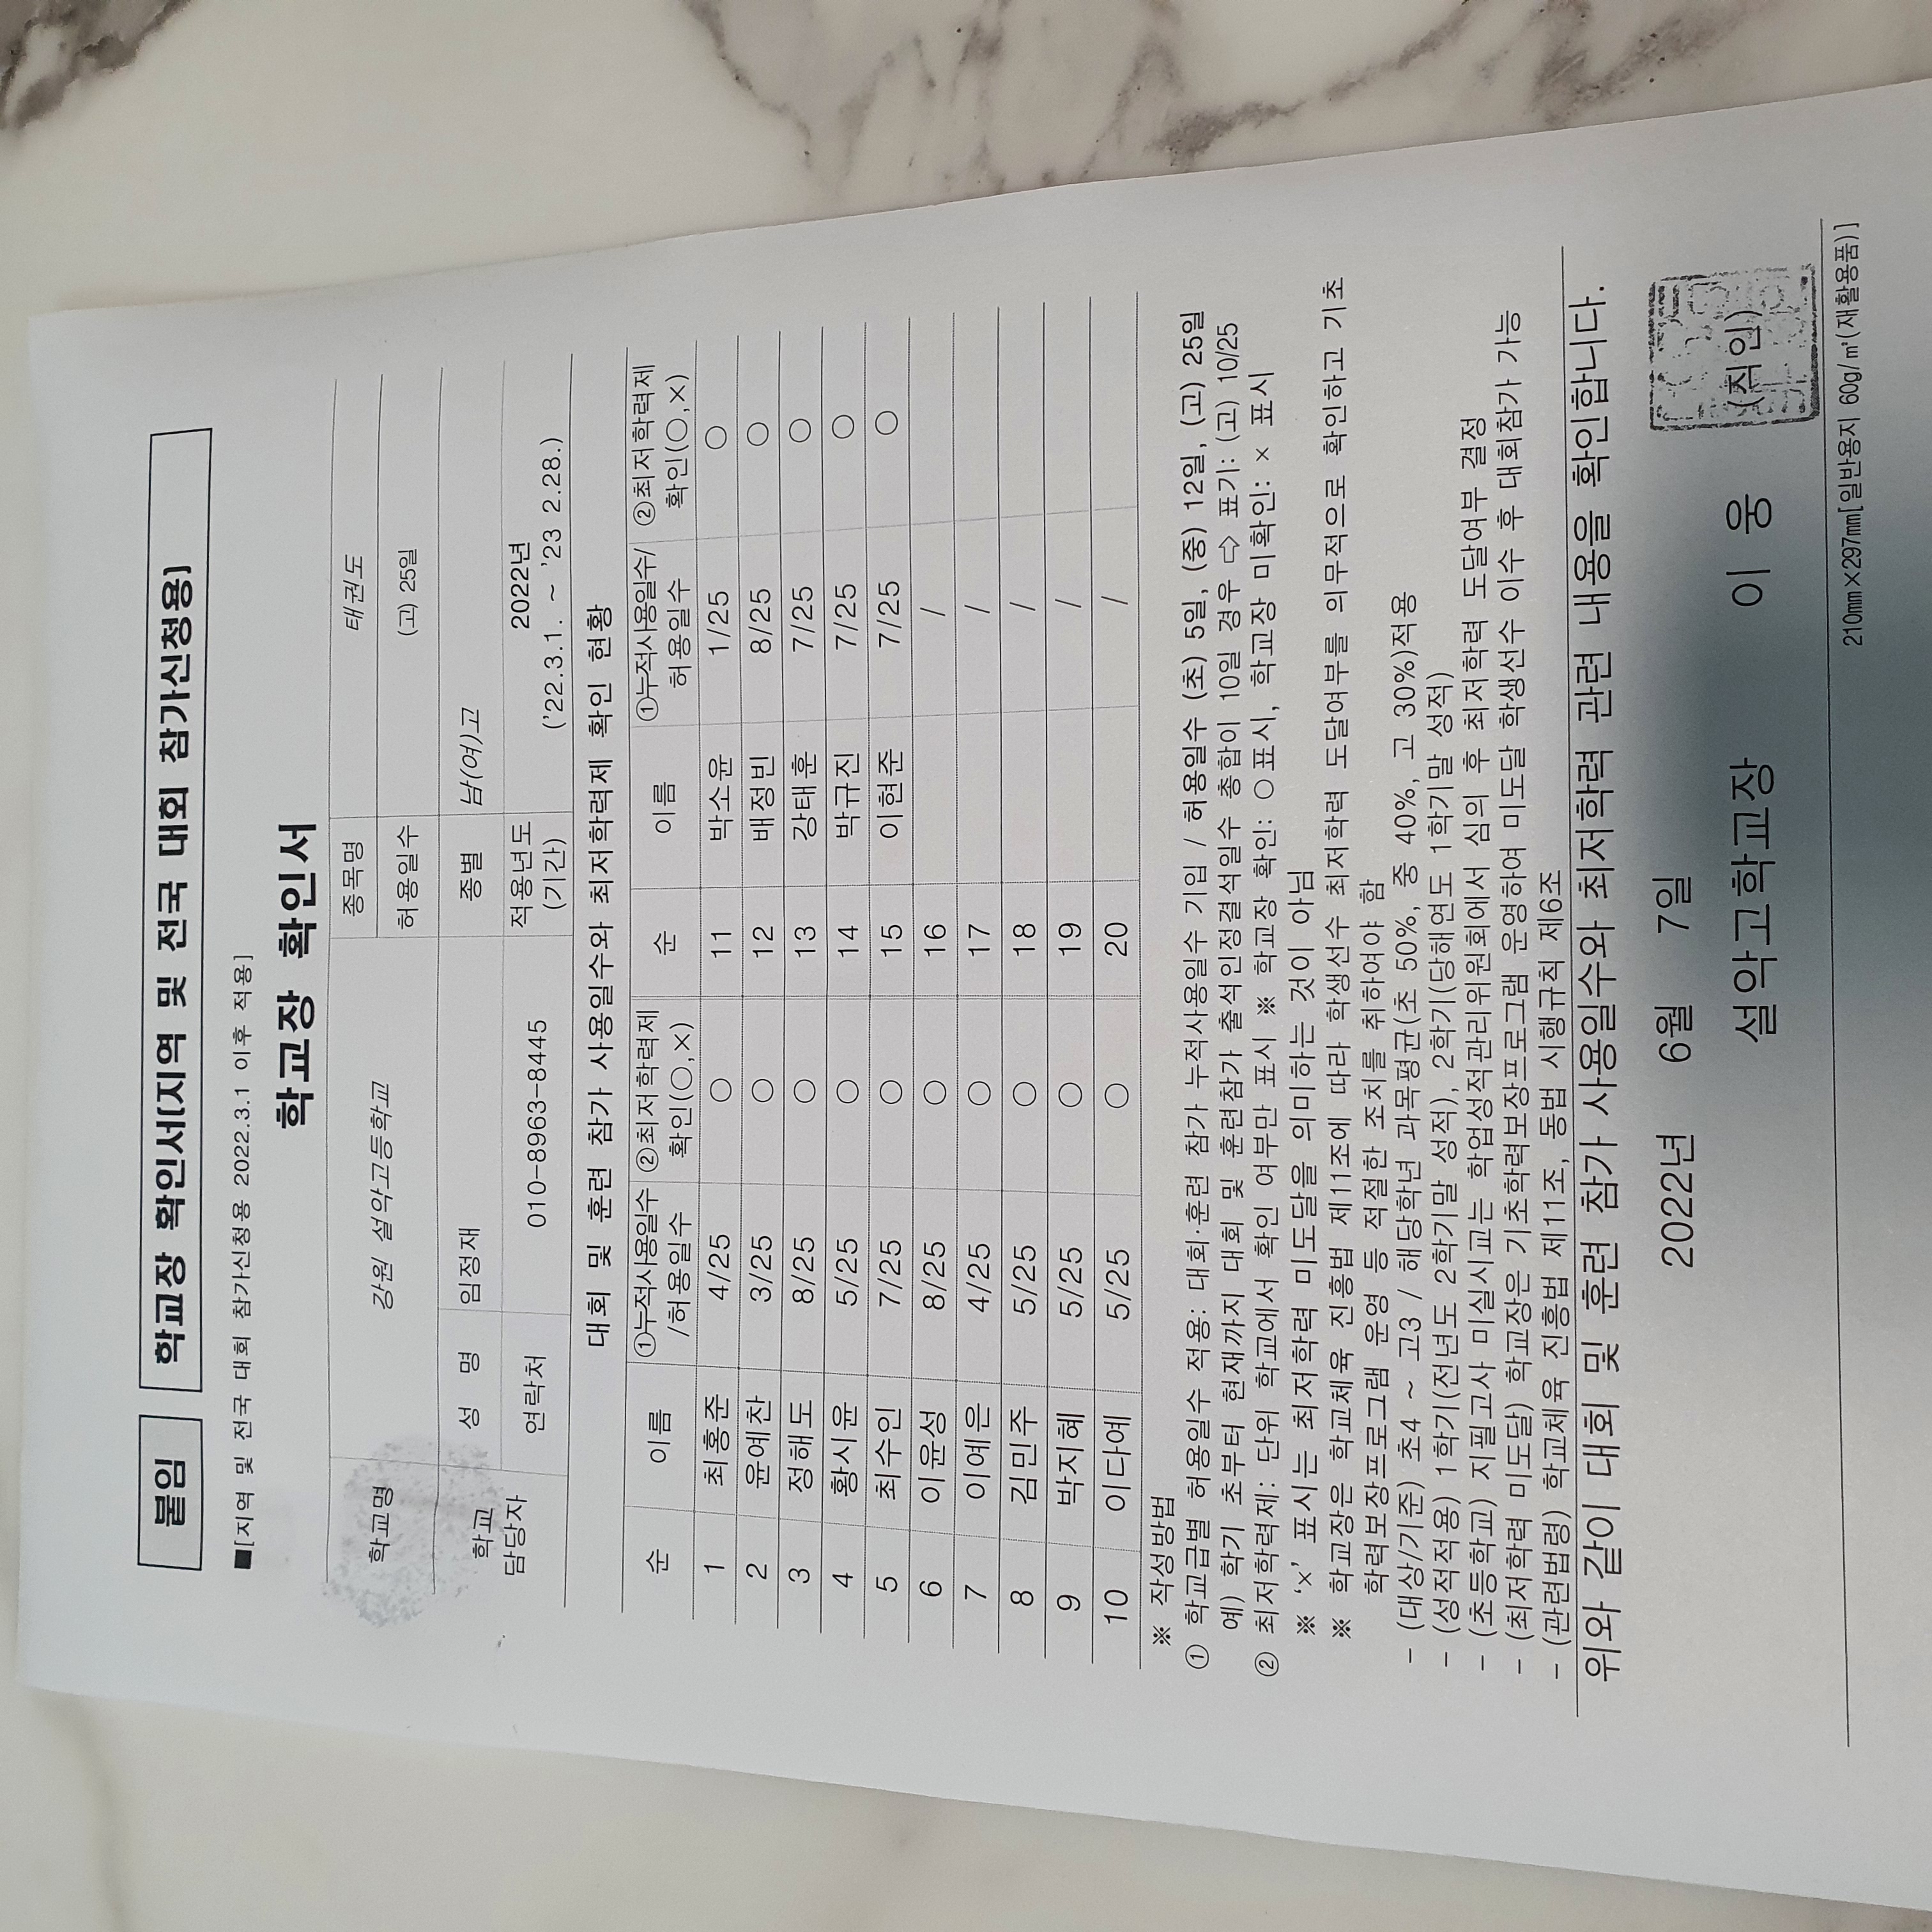 붙임
학교장 확인서(지역 및 전국 대회 참가신청용)
■[지역 및 전국 대회 참가신청용 2022.3.1 이후 적용]
학교장 확인서
학교명 강원 설악고등학교 종목명 태권도
허용일수 (고) 25일
학교 담당자 성 명 임정재 종별 남(여)고
연락처 010-8963-8445 적용년도 (기간) 2022년 ('22.3.1. ~ '23 2.28.)
대회 및 훈련 참가 사용일수와 최저학력제 확인 현황
순 이름 ①누적사용일수/허용일수 ②최저학력제 확인(○,×) 순 이름 ①누적사용일수/허용일수 ②최저학력제 확인(○,×)
1 최홍준 4/25 ○ 11 박소윤 1/25 ○
2 윤예찬 3/25 ○ 12 배정빈 8/25 ○
3 정해도 8/25 ○ 13 강태훈 7/25 ○
4 황시윤 5/25 ○ 14 박규진 7/25 ○
5 최수인 7/25 ○ 15 이현준 7/25 ○
6 이윤성 8/25 ○ 16 /
7 이예은 4/25 ○ 17 /
8 김민주 5/25 ○ 18 /
9 박지혜 5/25 ○ 19 /
10 이다예 5/25 ○ 20 /
※ 작성방법
① 학교급별 허용일수 적용: 대회·훈련 참가 누적사용일수 기입 / 허용일수 (초) 5일, (중) 12일, (고) 25일
예) 학기 초부터 현재까지 대회 및 훈련참가 출석인정결석일수 총합이 10일 경우 ⇨ 표기: (고) 10/25
② 최저학력제: 단위 학교에서 확인 여부만 표시 ※ 학교장 확인: ○표시, 학교장 미확인: × 표시
※ '×' 표시는 최저학력 미도달을 의미하는 것이 아님
※ 학교장은 학교체육 진흥법 제11조에 따라 학생선수 최저학력 도달여부를 의무적으로 확인하고 기초
학력보장프로그램 운영 등 적절한 조치를 취하여야 함
- (대상/기준) 초4 ~ 고3 / 해당학년 과목평균(초 50%, 중 40%, 고 30%)적용
- (성적적용) 1학기(전년도 2학기말 성적), 2학기(당해연도 1학기말 성적)
- (초등학교) 지필고사 미실시교는 학업성적관리위원회에서 심의 후 최저학력 도달여부 결정
- (최저학력 미도달) 학교장은 기초학력보장프로그램 운영하여 미도달 학생선수 이수 후 대회참가 가능
- (관련법령) 학교체육 진흥법 제11조, 동법 시행규칙 제6조
위와 같이 대회 및 훈련 참가 사용일수와 최저학력 관련 내용을 확인합니다.
2022년 6월 7일
설악고학교장 이 웅 (직인)
210mm×297mm[일반용지 60g/㎡(재활용품)]